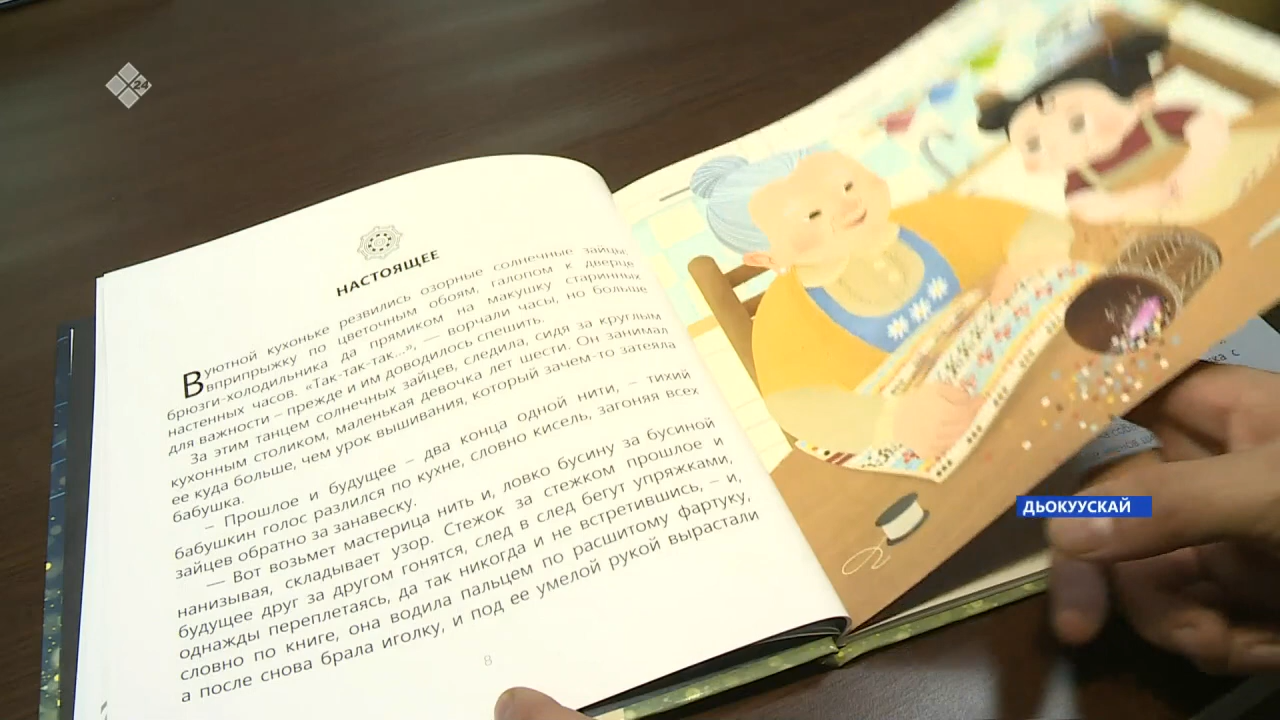 24
НАСТОЯЩЕЕ
В уютной кухоньке резвились озорные солнечные зайцы:
вприпрыжку по цветочным обоям, галопом к дверце
брюзги-холодильника да прямиком на макушку старинных
настенных часов. «Так-так-так...», — ворчали часы, но больше
для важности – прежде и им доводилось спешить.
За этим танцем солнечных зайцев, следила, сидя за круглым
кухонным столиком, маленькая девочка лет шести. Он занимал
ее куда больше, чем урок вышивания, который зачем-то затеяла
бабушка.
– Прошлое и будущее – два конца одной нити, – тихий
бабушкин голос разлился по кухне, словно кисель, загоняя всех
зайцев обратно за занавеску.
— Вот возьмет мастерица нить и, ловко бусину за бусиной
нанизывая, складывает узор. Стежок за стежком прошлое и
будущее друг за другом гонятся, след в след бегут упряжками,
однажды переплетаясь, да так никогда и не встретившись, – и,
словно по книге, она водила пальцем по расшитому фартуку,
а после снова брала иголку, и под ее умелой рукой вырастали
8
ДЬОКУУСКАЙ